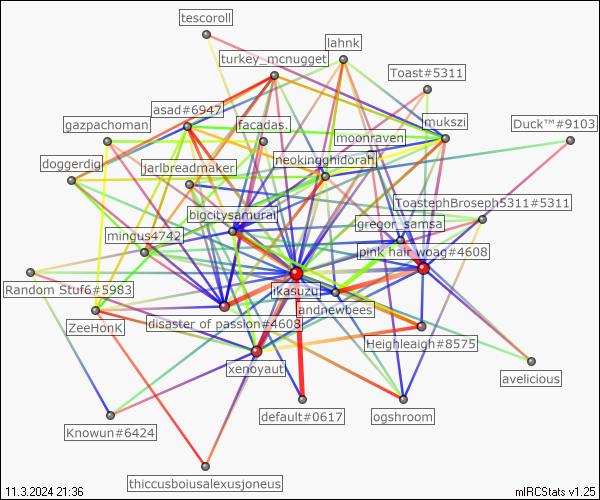 tescoroll
lahnk
turkey_mcnugget
Toast#5311
asad#6947
gazpachoman
facadas.
mukszi
Duck™#9103
moonraven
doggerdig
jarlbreadmaker
neokingghidorah
ToastephBroseph5311#5311
bigcitysamurai
gregor_samsa
mingus4742
pink hair woag#4608
Random Stuf6#5983
ikasuzu
andnewbees
ZeeHonK
disaster of passion#4608
Heighleaigh#8575
xenoyaut
avelicious
default#0617
ogshroom
Knowun#6424
thiccusboiusalexusjoneus
11.3.2024 21:36
mIRCStats v1.25